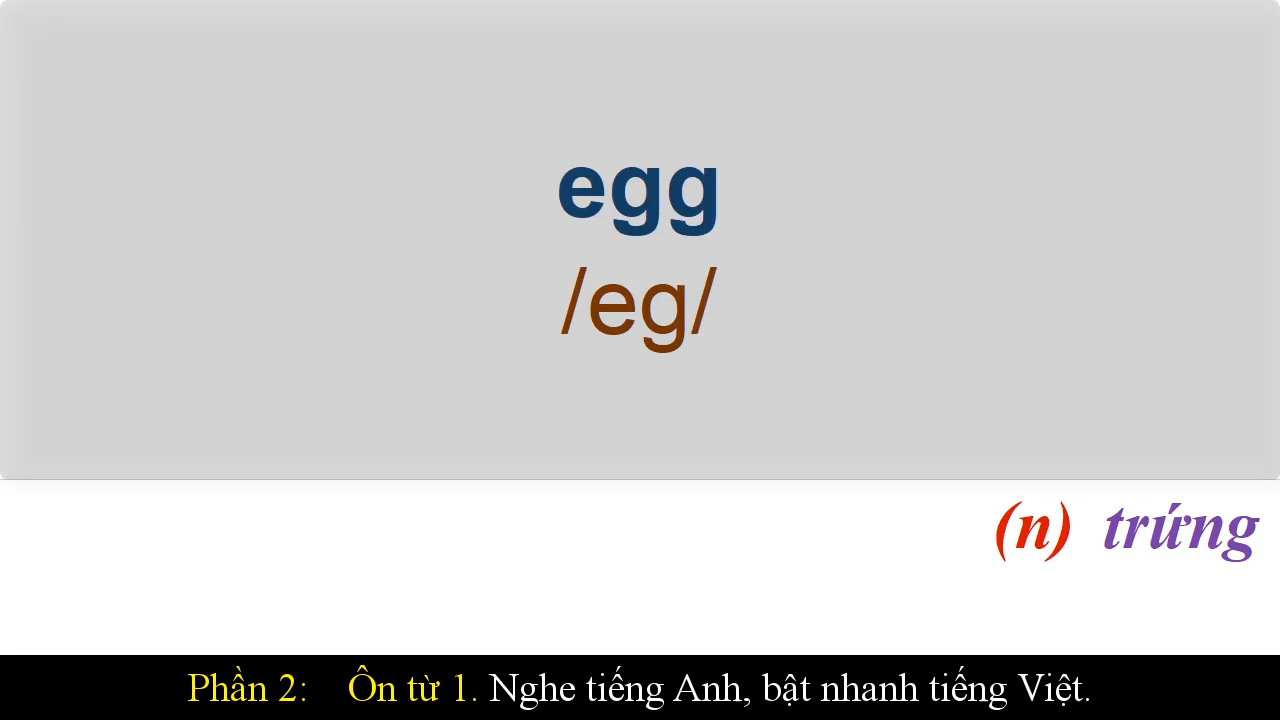 egg
/eg/
(n) trứng
Phần 2: Ôn từ 1. Nghe tiếng Anh, bật nhanh tiếng Việt.